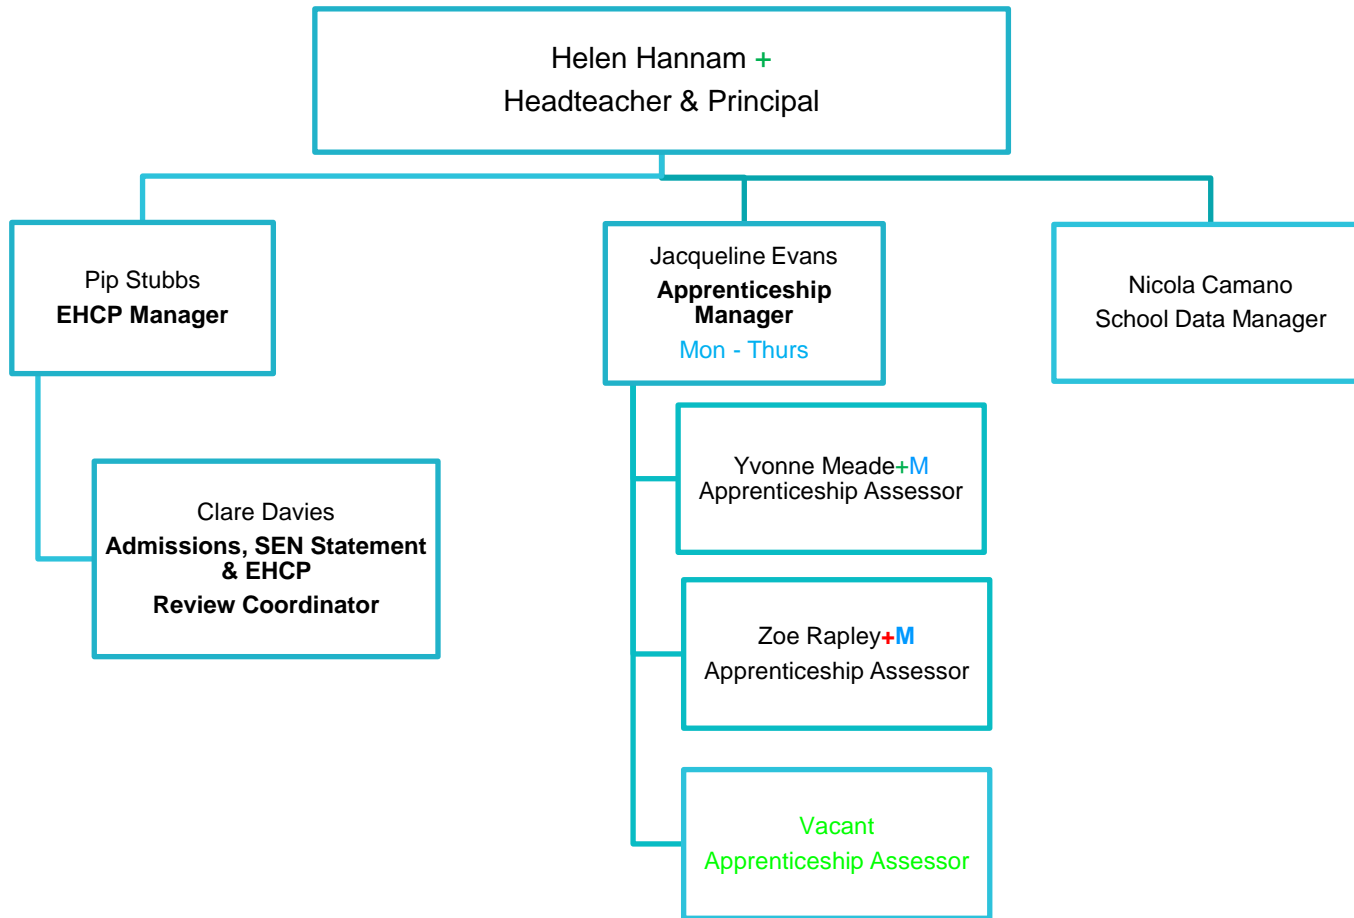 Helen Hannam +
Headteacher & Principal
Pip Stubbs
EHCP Manager
Jacqueline Evans
Apprenticeship
Manager
Mon - Thurs
Nicola Camano
School Data Manager
Clare Davies
Admissions, SEN Statement
& EHCP
Review Coordinator
Yvonne Meade+M
Apprenticeship Assessor
Zoe Rapley+M
Apprenticeship Assessor
Vacant
Apprenticeship Assessor